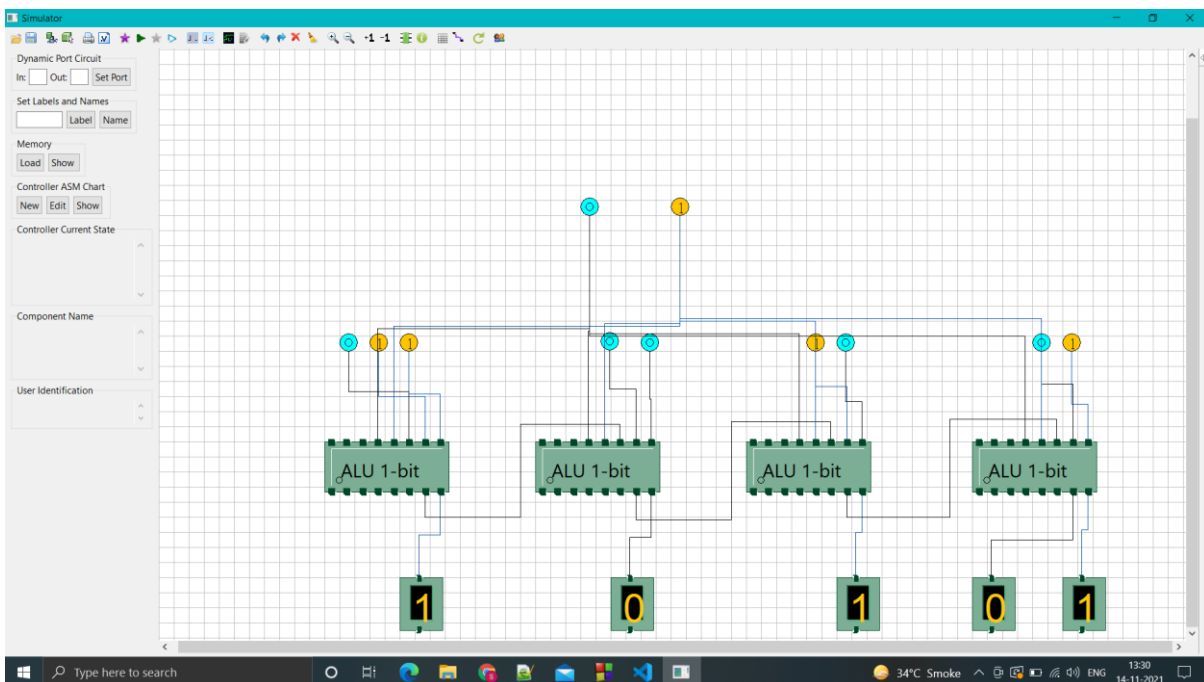 Simulator
+1 -1
Dynamic Port Circuit
In: Out: Set Port
Set Labels and Names
Label Name
Memory
Load Show
Controller ASM Chart
New Edit Show
Controller Current State
Component Name
User Identification
0 1
0 1 1 0 0 1 0 0 1
ALU 1-bit ALU 1-bit ALU 1-bit ALU 1-bit
1 0 1 0 1
Type here to search
34°C Smoke
ENG
13:30
14-11-2021